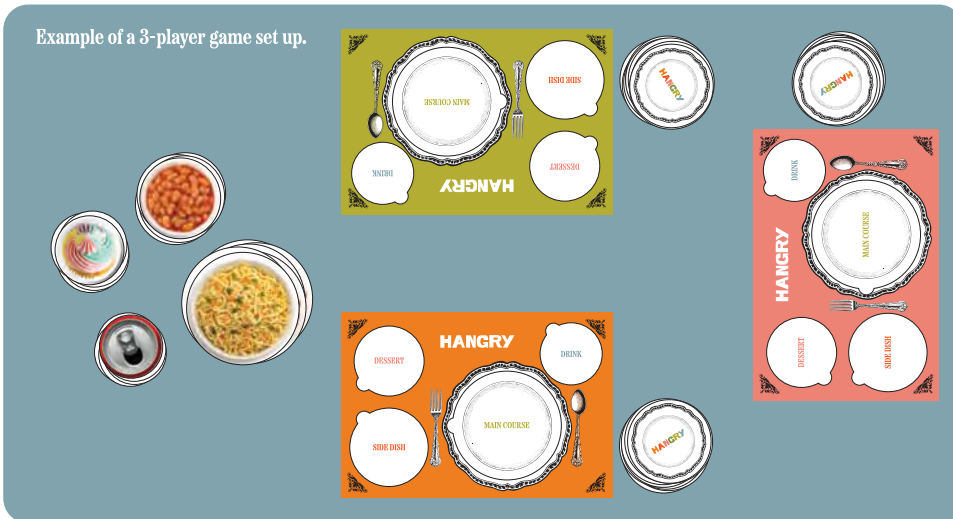 Example of a 3-player game set up.
MAIN COURSE
SIDE DISH
DRINK
DESSERT
HANGRY
HANGRY
HANGRY
DRINK
MAIN COURSE
HANGRY
DESSERT
SIDE DISH
HANGRY
DESSERT
DRINK
SIDE DISH
MAIN COURSE
HANGRY